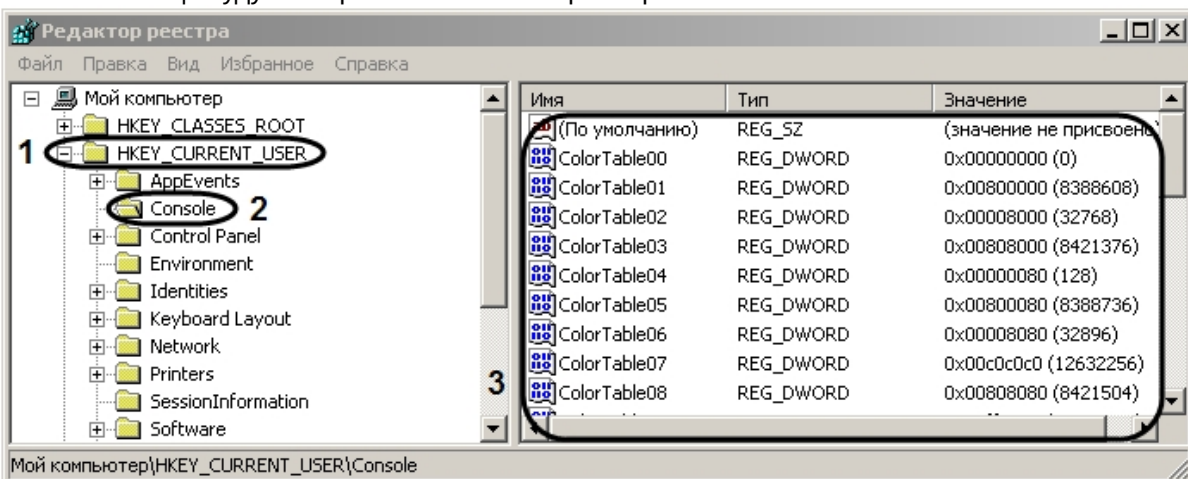 Редактор реестра
Файл Правка Вид Избранное Справка
Мой компьютер
HKEY_CLASSES_ROOT
1 HKEY_CURRENT_USER
AppEvents
Console 2
Control Panel
Environment
Identities
Keyboard Layout
Network
Printers
SessionInformation
Software
3
Имя Тип Значение
(По умолчанию) REG_SZ (значение не присвоено)
ColorTable00 REG_DWORD 0x00000000 (0)
ColorTable01 REG_DWORD 0x00800000 (8388608)
ColorTable02 REG_DWORD 0x00008000 (32768)
ColorTable03 REG_DWORD 0x00808000 (8421376)
ColorTable04 REG_DWORD 0x00000080 (128)
ColorTable05 REG_DWORD 0x00800080 (8388736)
ColorTable06 REG_DWORD 0x00008080 (32896)
ColorTable07 REG_DWORD 0x00c0c0c0 (12632256)
ColorTable08 REG_DWORD 0x00808080 (8421504)
Мой компьютер\HKEY_CURRENT_USER\Console